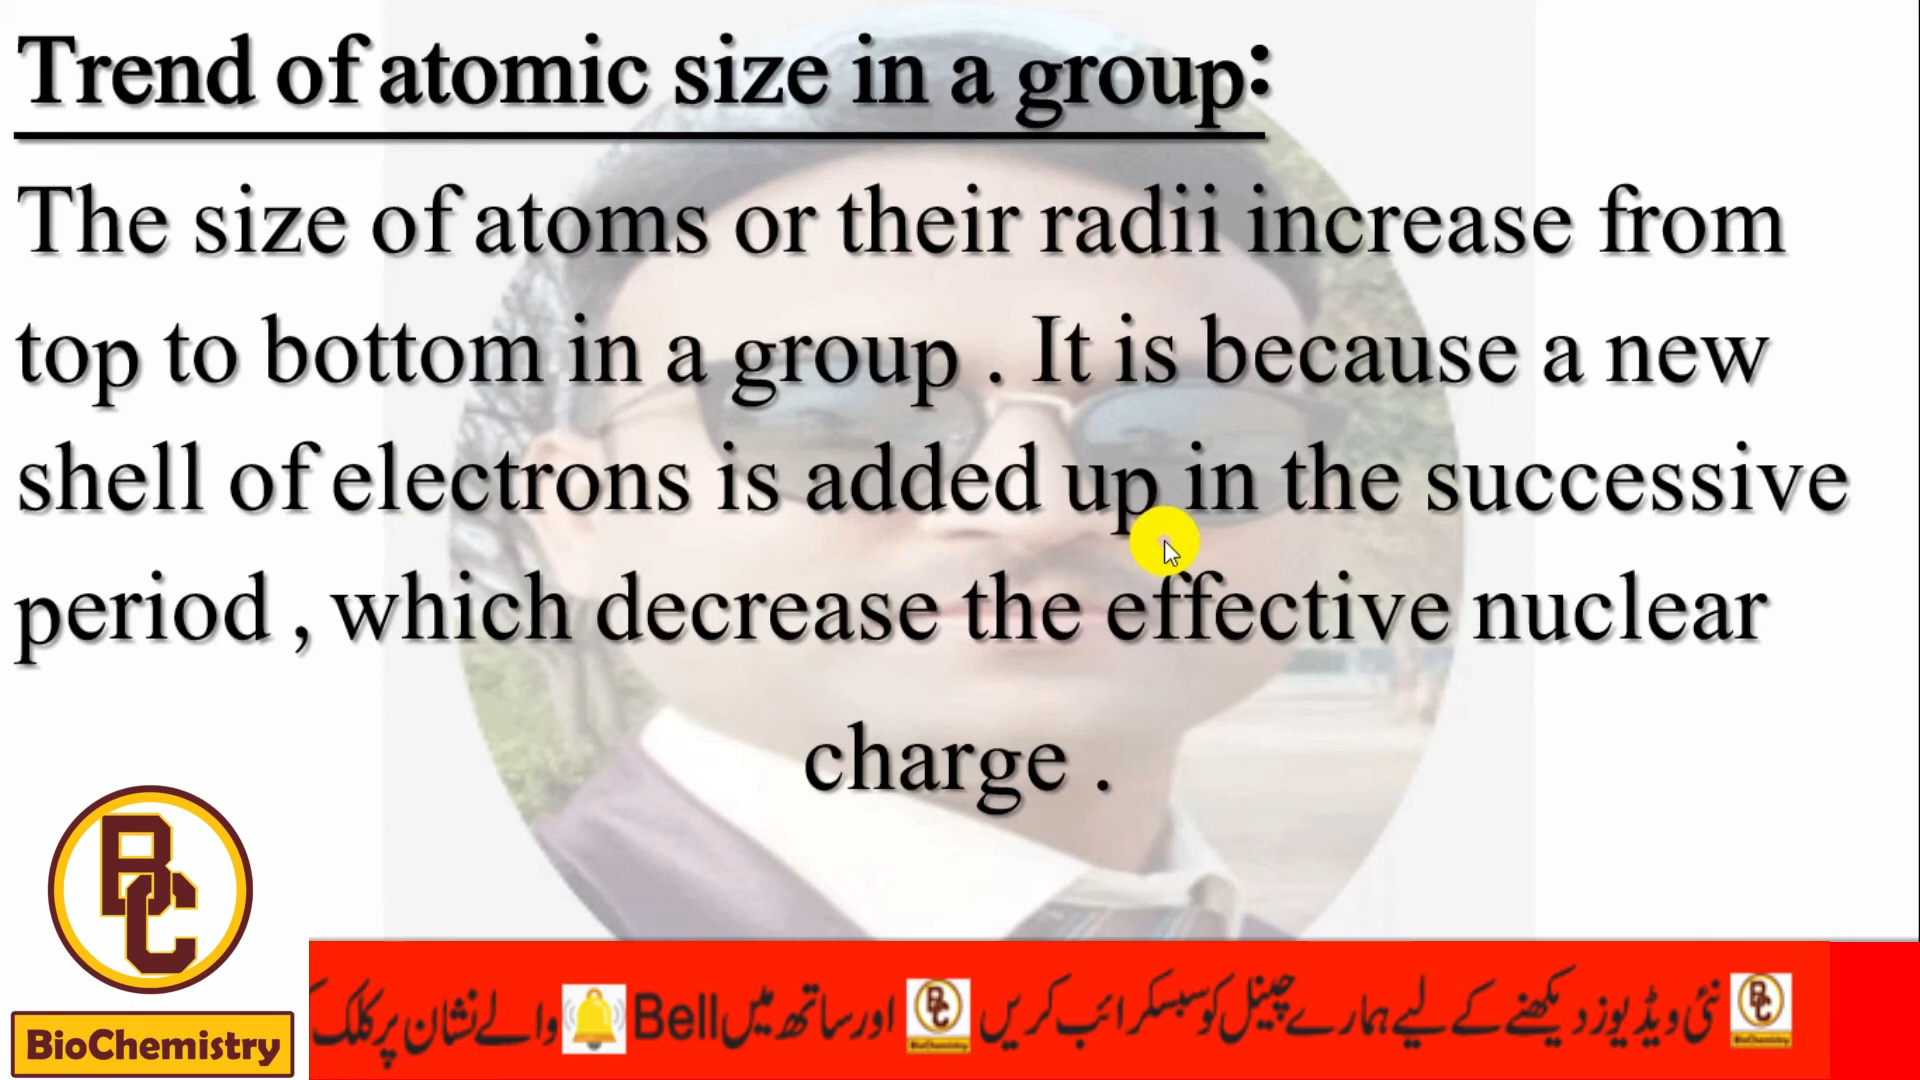 Trend of atomic size in a group:
The size of atoms or their radii increase from
top to bottom in a group . It is because a new
shell of electrons is added up in the successive
period , which decrease the effective nuclear
charge .
BC
BioChemistry
نئی ویڈیوز دیکھنے کے لیے ہمارے چینل کو سبسکرائب کریں اور ساتھ میں Bell والے نشان پر کلک